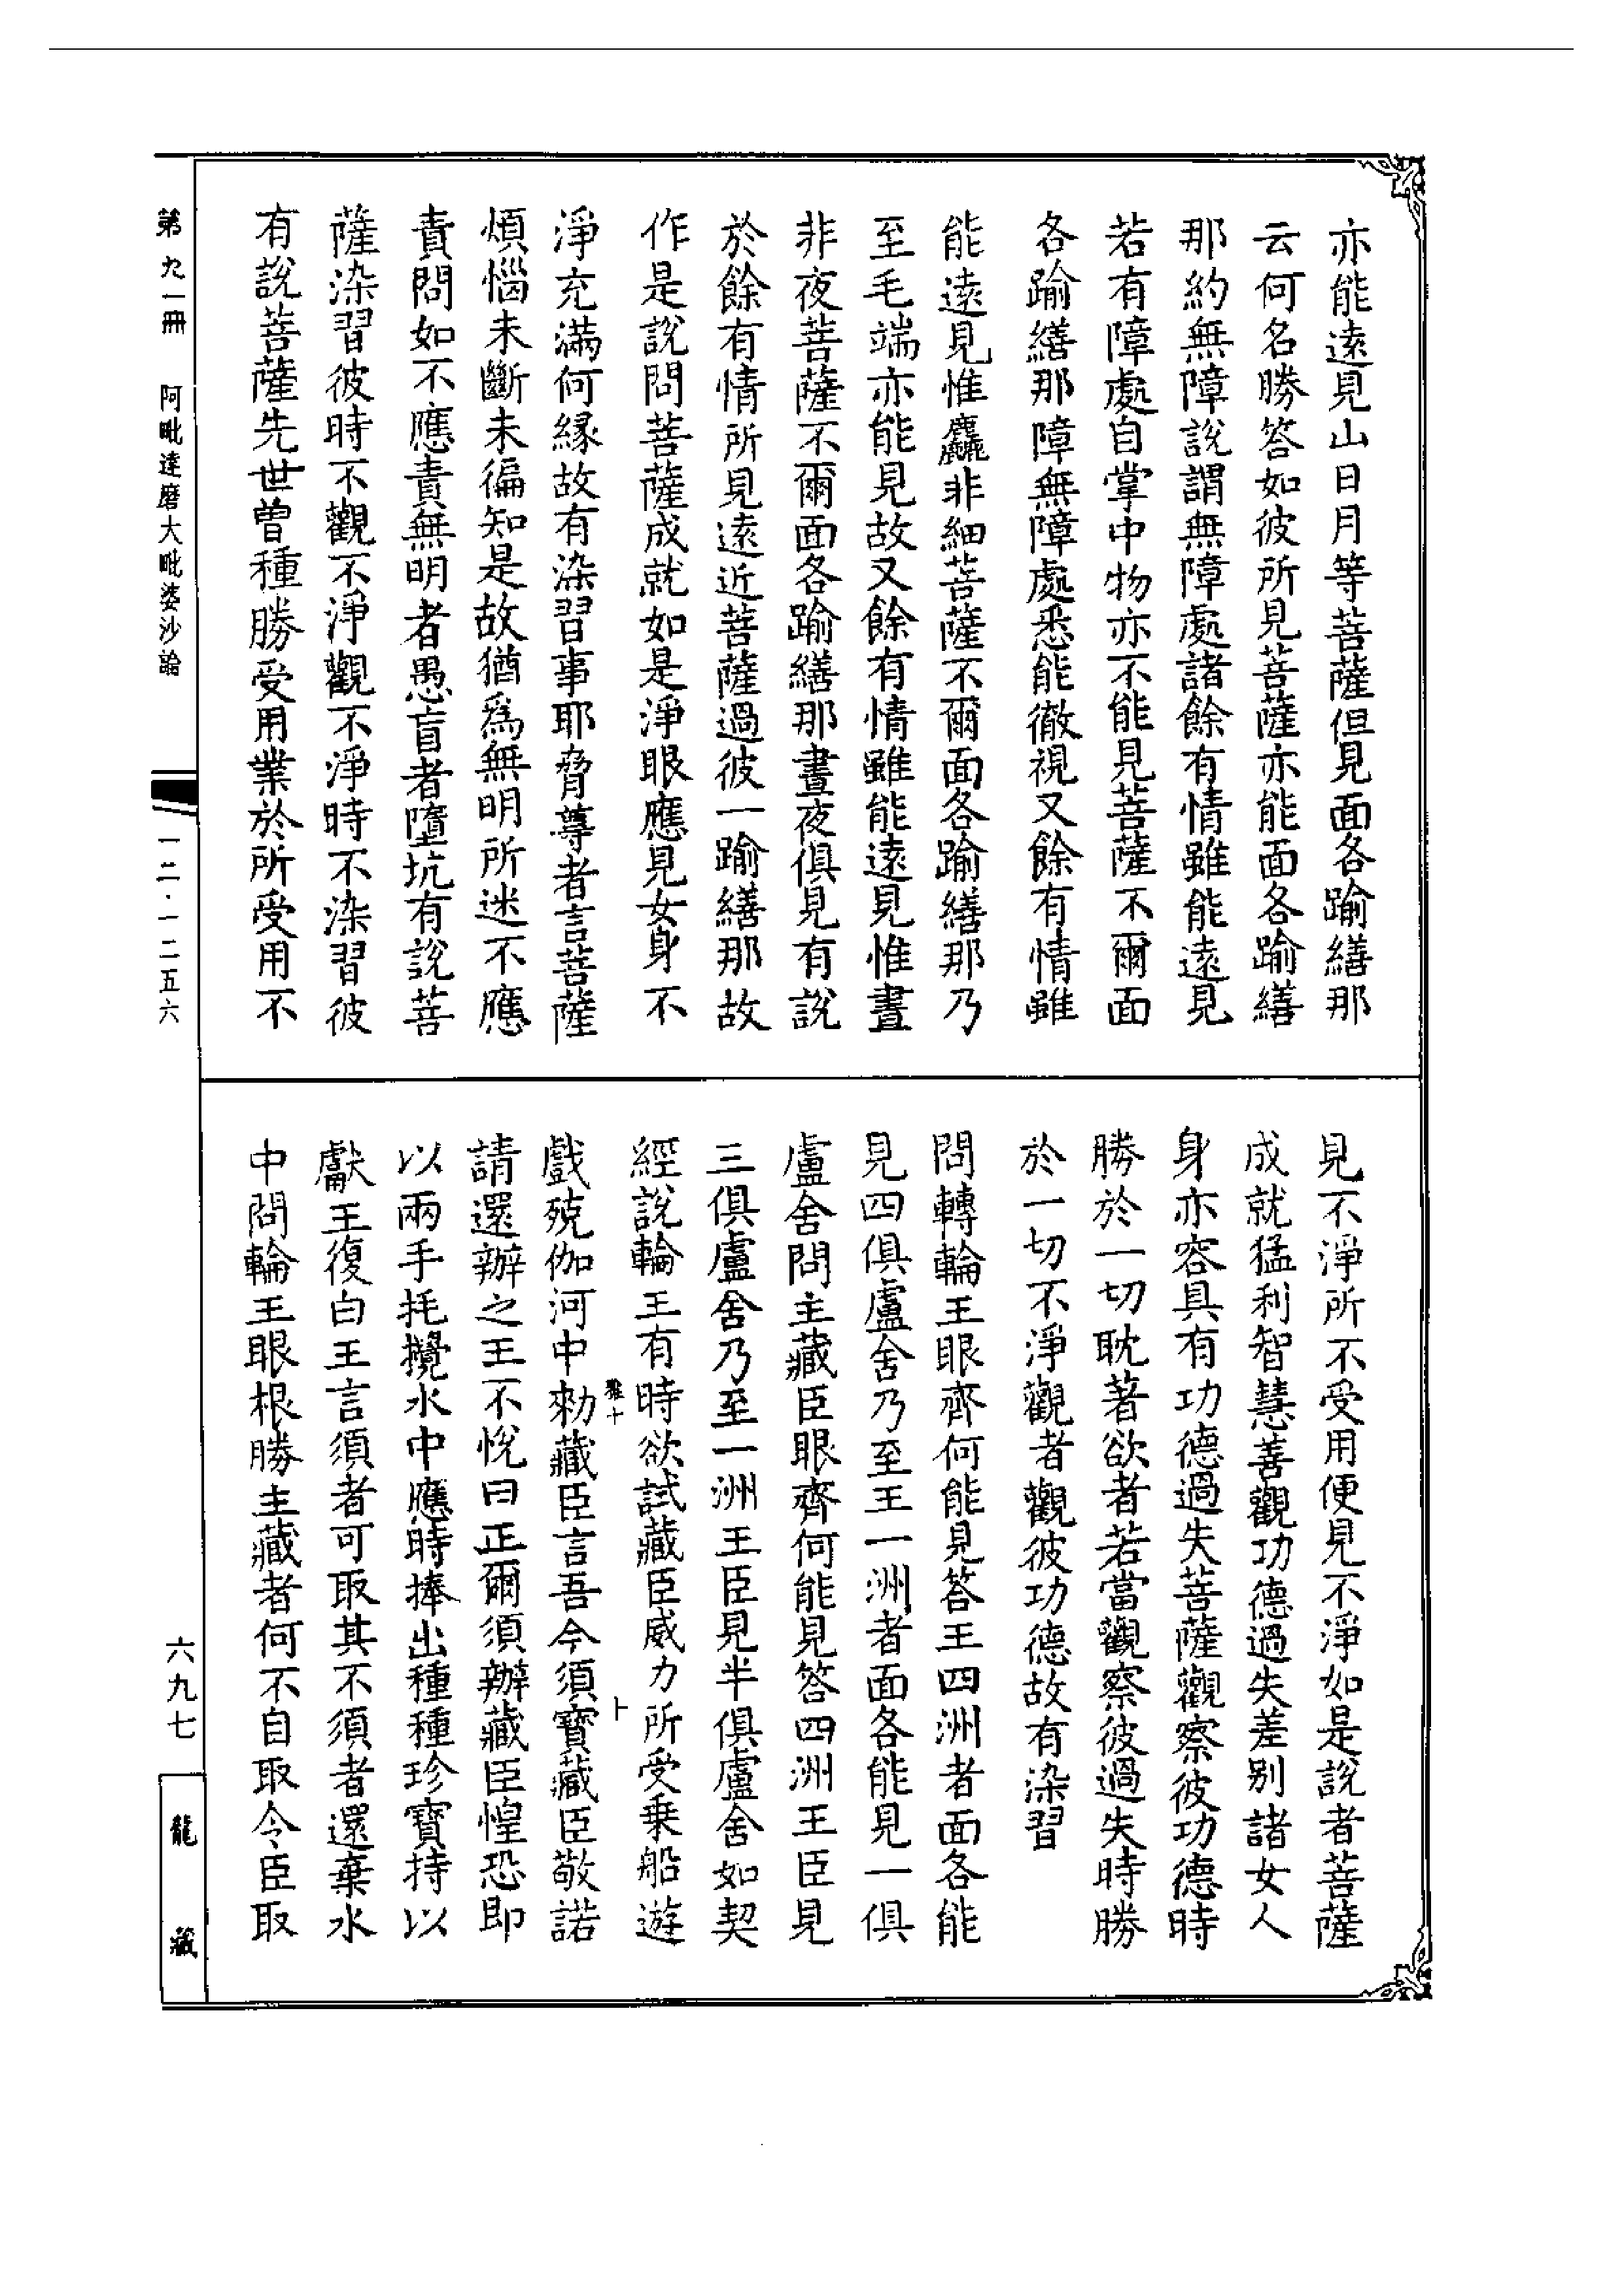 亦能遠見山日月等菩薩但見面各踰繕那
云何名勝答如彼所見菩薩亦能面各踰繕
那約無障說謂無障處諸餘有情雖能遠見
若有障處自掌中物亦不能見菩薩不爾面
各踰繕那障無障處悉能徹視又餘有情雖
能遠見惟麤非細菩薩不爾面各踰繕那乃
至毛端亦能見故又餘有情雖能遠見惟晝
非夜菩薩不爾面各踰繕那晝夜俱見有說
於餘有情所見遠近菩薩過彼一踰繕那故
作是說問菩薩成就如是淨眼應見女身不
淨充滿何緣故有染習事耶脅尊者言菩薩
煩惱未斷未徧知是故猶爲無明所迷不應
責問如不應責無明者愚盲者墮坑有說菩
薩染習彼時不觀不淨觀不淨時不染習彼
有說菩薩先世曾種勝受用業於所受用不
見不淨所不受用便見不淨如是說者菩薩
成就猛利智慧善觀功德過失差別諸女人
身亦容具有功德過失菩薩觀察彼功德時
勝於一切耽著欲者若當觀察彼過失時勝
於一切不淨觀者觀彼功德故有染習
問轉輪王眼齊何能見答王四洲者面各能
見四俱盧舍乃至王一洲者面各能見一俱
盧舍問主藏臣眼齊何能見答四洲王臣見
三俱盧舍乃至一洲王臣見半俱盧舍如契
經說輪王有時欲試藏臣威力所受乘船遊
戲殑伽河中勑藏臣言吾今須寶藏臣敬諾
請還辦之王不悅曰正爾須辦藏臣惶恐即
以兩手托攪水中應時捧出種種珍寶持以
獻王復白王言須者可取其不須者還棄水
中問輪王眼根勝主藏者何不自取令臣取
第九一冊 阿毗達磨大毗婆沙論
一二·一二五六
六九七
龍藏